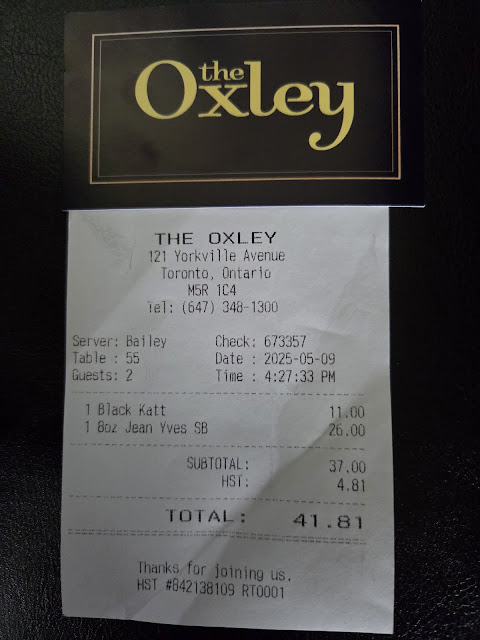 the
Oxley
THE OXLEY
121 Yorkville Avenue
Toronto, Ontario
M5R 1C4
Tel: (647) 348-1300
Server: Bailey Check: 673357
Table : 55 Date : 2025-05-09
Guests: 2 Time : 4:27:33 PM
1 Black Katt 11.00
1 8oz Jean Yves SB 26.00
SUBTOTAL: 37.00
HST: 4.81
TOTAL: 41.81
Thanks for joining us.
HST #842138109 RT0001